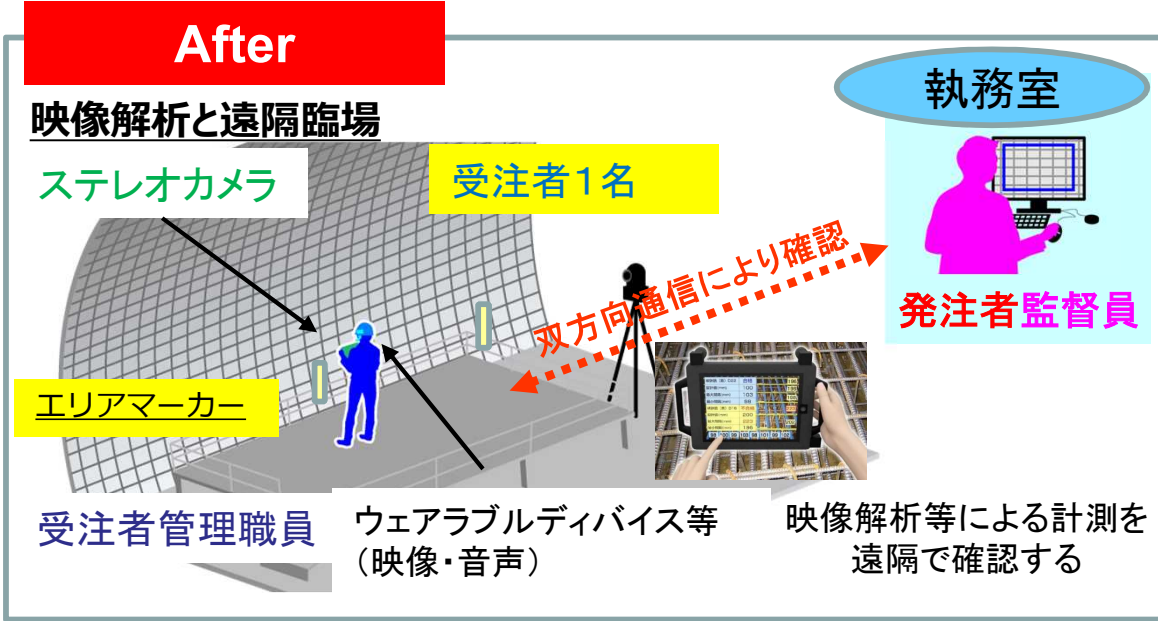 After
映像解析と遠隔臨場
執務室
ステレオカメラ
受注者１名
双方向通信により確認
発注者監督員
エリアマーカー
受注者管理職員
ウェアラブルディバイス等
（映像・音声）
映像解析等による計測を
遠隔で確認する